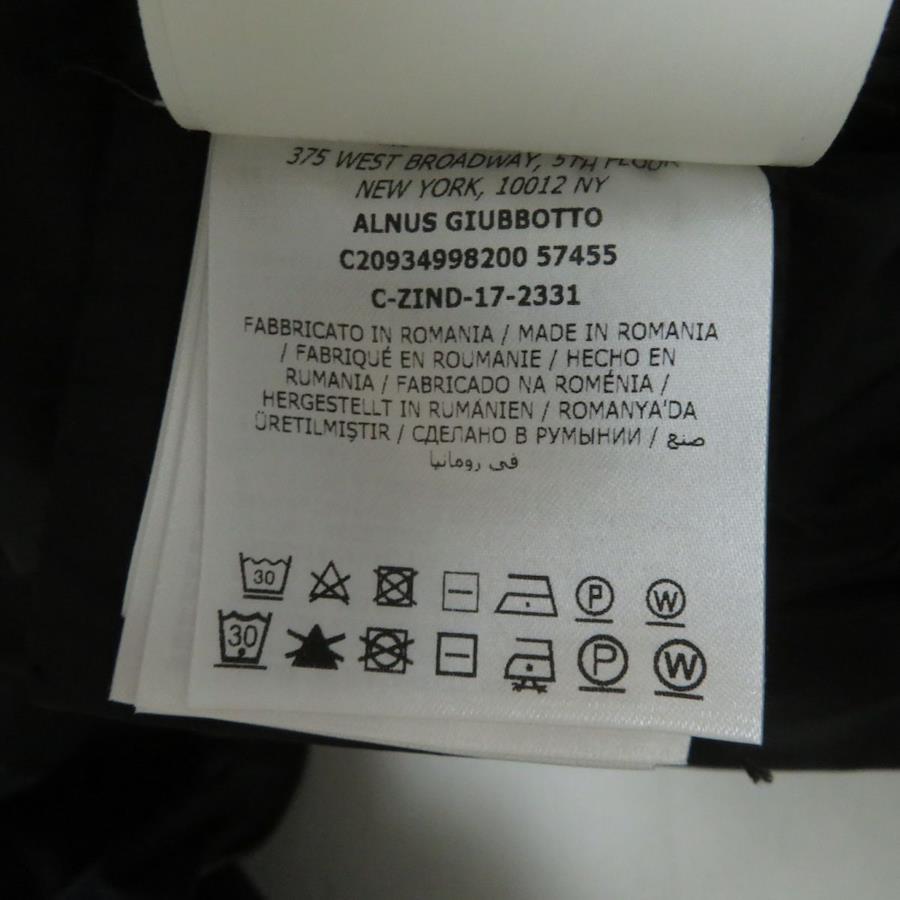 375 WEST BROADWAY, 5TH FLOOR
NEW YORK, 10012 NY
ALNUS GIUBBOTTO
C20934998200 57455
C-ZIND-17-2331
FABBRICATO IN ROMANIA / MADE IN ROMANIA
/ FABRIQUÉ EN ROUMANIE / HECHO EN
RUMANIA / FABRICADO NA ROMÉNIA /
HERGESTELLT IN RUMÄNIEN / ROMANYA'DA
ÜRETILMIŞTIR / СДЕЛАНО В РУМЫНИИ / صنع
في رومانيا
30 P W
30 P W